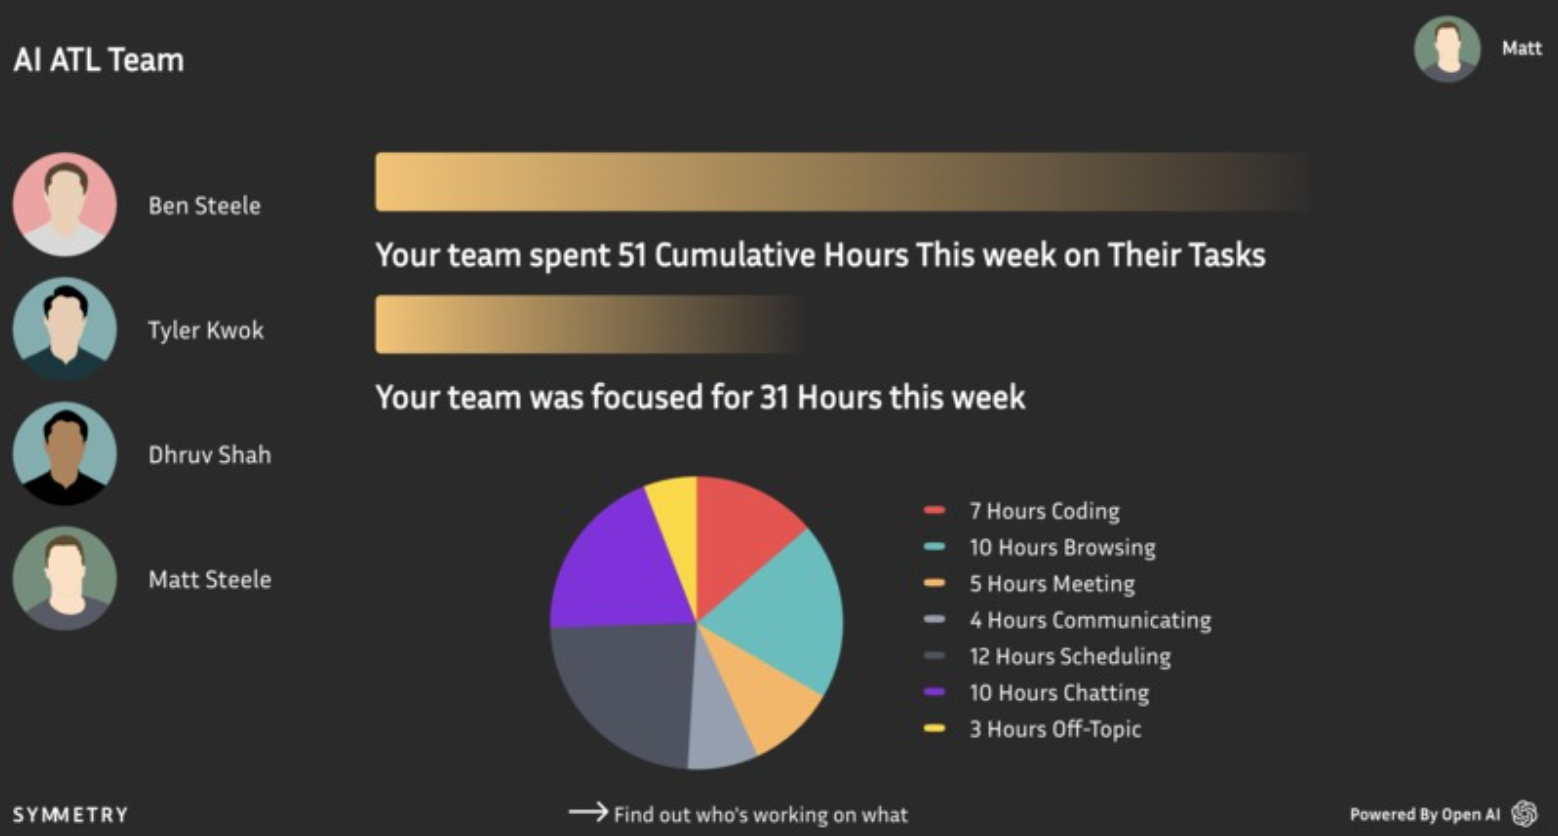 AI ATL Team
Matt
Ben Steele
Tyler Kwok
Dhruv Shah
Matt Steele
Your team spent 51 Cumulative Hours This week on Their Tasks
Your team was focused for 31 Hours this week
7 Hours Coding
10 Hours Browsing
5 Hours Meeting
4 Hours Communicating
12 Hours Scheduling
10 Hours Chatting
3 Hours Off-Topic
SYMMETRY
Find out who's working on what
Powered By Open AI